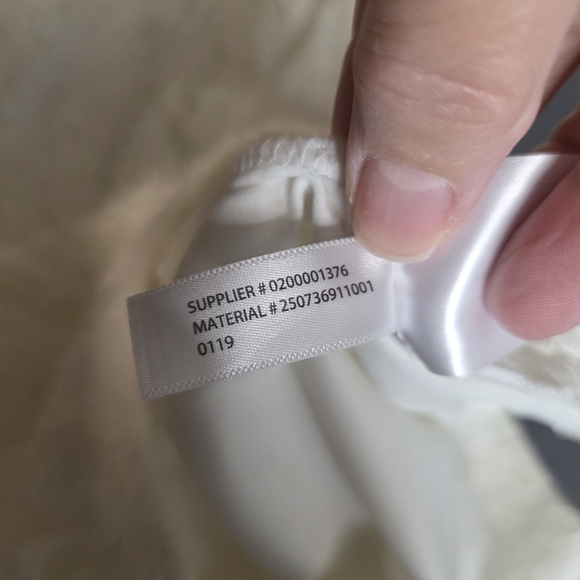 SUPPLIER # 0200001376
MATERIAL # 250736911001
0119